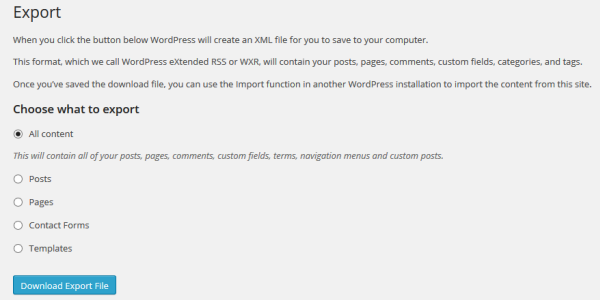 Export
When you click the button below WordPress will create an XML file for you to save to your computer.
This format, which we call WordPress eXtended RSS or WXR, will contain your posts, pages, comments, custom fields, categories, and tags.
Once you've saved the download file, you can use the Import function in another WordPress installation to import the content from this site.
Choose what to export
All content
This will contain all of your posts, pages, comments, custom fields, terms, navigation menus and custom posts.
Posts
Pages
Contact Forms
Templates
Download Export File